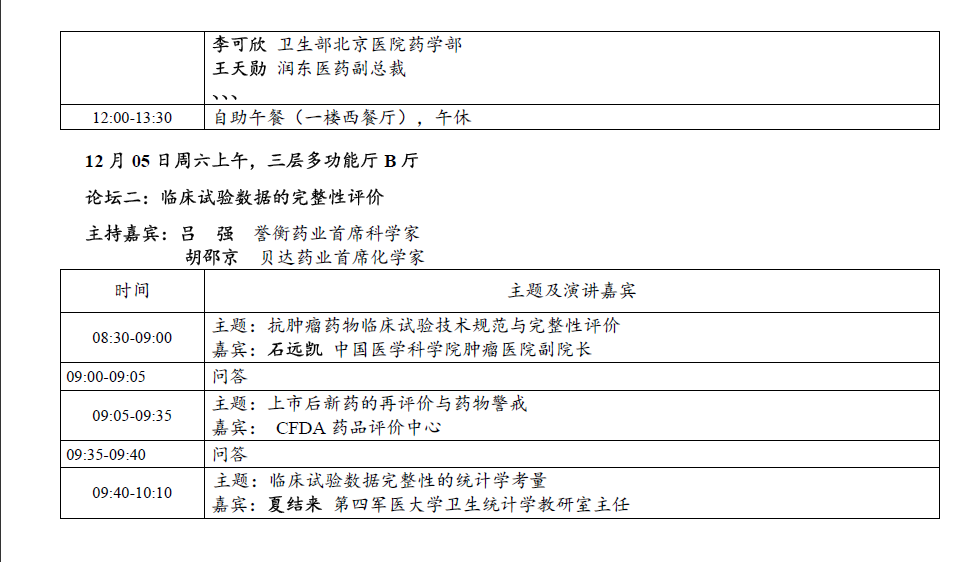 李可欣 卫生部北京医院药学部
王天勋 润东医药副总裁
、、、
12:00-13:30 自助午餐（一楼西餐厅），午休
12 月 05 日周六上午，三层多功能厅 B 厅
论坛二：临床试验数据的完整性评价
主持嘉宾：吕 强 誉衡药业首席科学家
胡邵京 贝达药业首席化学家
时间 主题及演讲嘉宾
08:30-09:00
主题：抗肿瘤药物临床试验技术规范与完整性评价
嘉宾：石远凯 中国医学科学院肿瘤医院副院长
09:00-09:05 问答
09:05-09:35
主题：上市后新药的再评价与药物警戒
嘉宾： CFDA 药品评价中心
09:35-09:40 问答
09:40-10:10
主题：临床试验数据完整性的统计学考量
嘉宾：夏结来 第四军医大学卫生统计学教研室主任